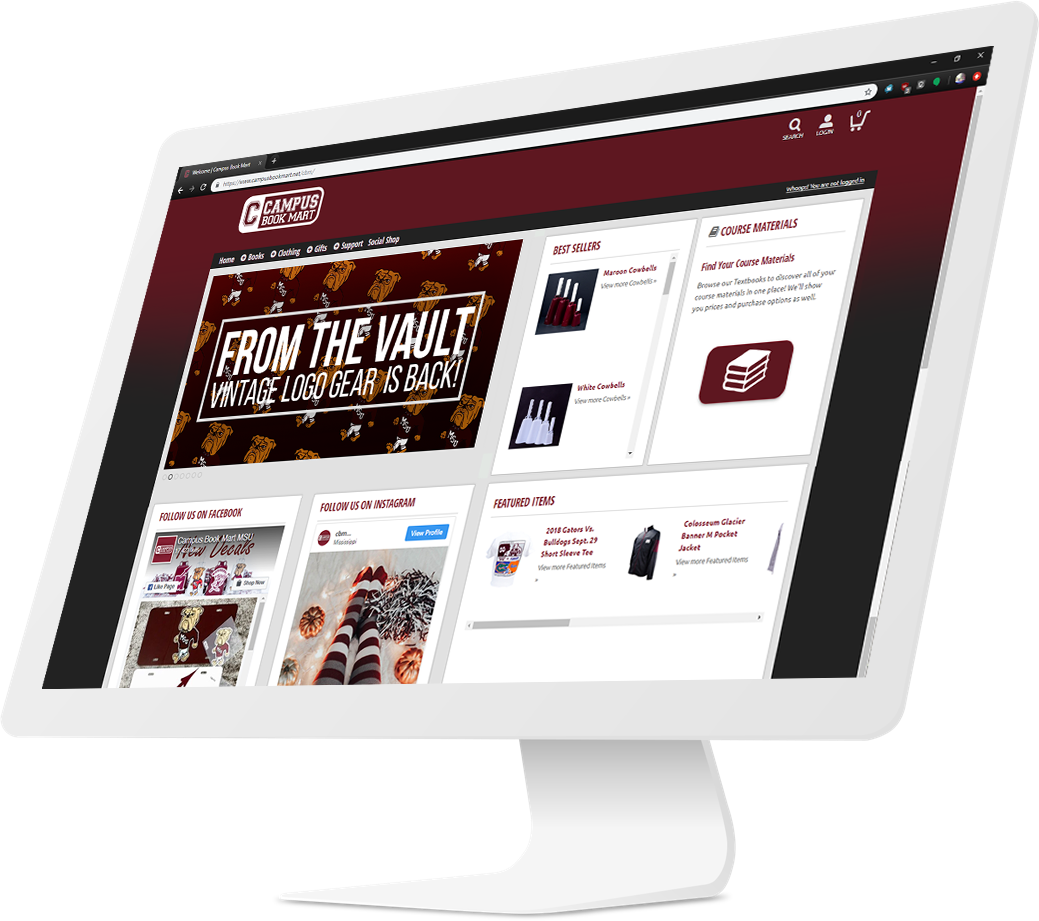 Welcome | Campus Book Mart
https://www.campusbookmart.net/cbm/
SEARCH
LOGIN
0
C CAMPUS
BOOK MART
Whoops! You are not logged in
Home Books Clothing Gifts Support Social Shop
FROM THE VAULT
VINTAGE LOGO GEAR IS BACK!
BEST SELLERS
Maroon Cowbells
View more Cowbells »
White Cowbells
View more Cowbells »
COURSE MATERIALS
Find Your Course Materials
Browse our Textbooks to discover all of your
course materials in one place! We'll show
you prices and purchase options as well.
FOLLOW US ON FACEBOOK
Campus Book Mart MSU
New Decals
Like Page
Shop Now
FOLLOW US ON INSTAGRAM
cbm...
Mississippi
View Profile
FEATURED ITEMS
2018 Gators Vs.
Bulldogs Sept. 29
Short Sleeve Tee
View more Featured Items
»
Colosseum Glacier
Banner M Pocket
Jacket
View more Featured Items
»